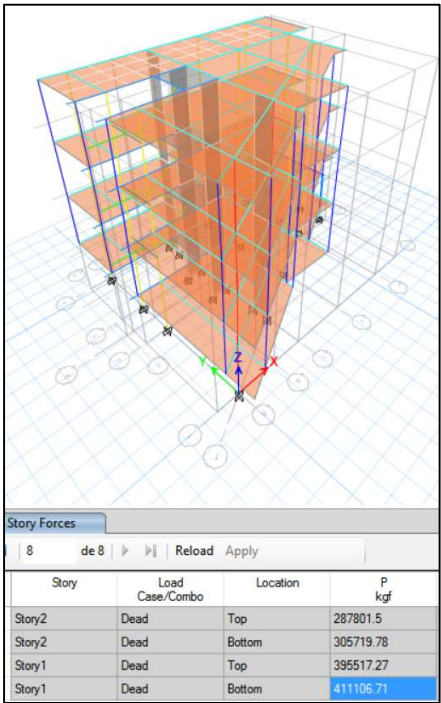 Z
Y X
Story Forces
8 de 8 Reload Apply
Story Load Case/Combo Location P kgf
Story2 Dead Top 287801.5
Story2 Dead Bottom 305719.78
Story1 Dead Top 395517.27
Story1 Dead Bottom 411106.71